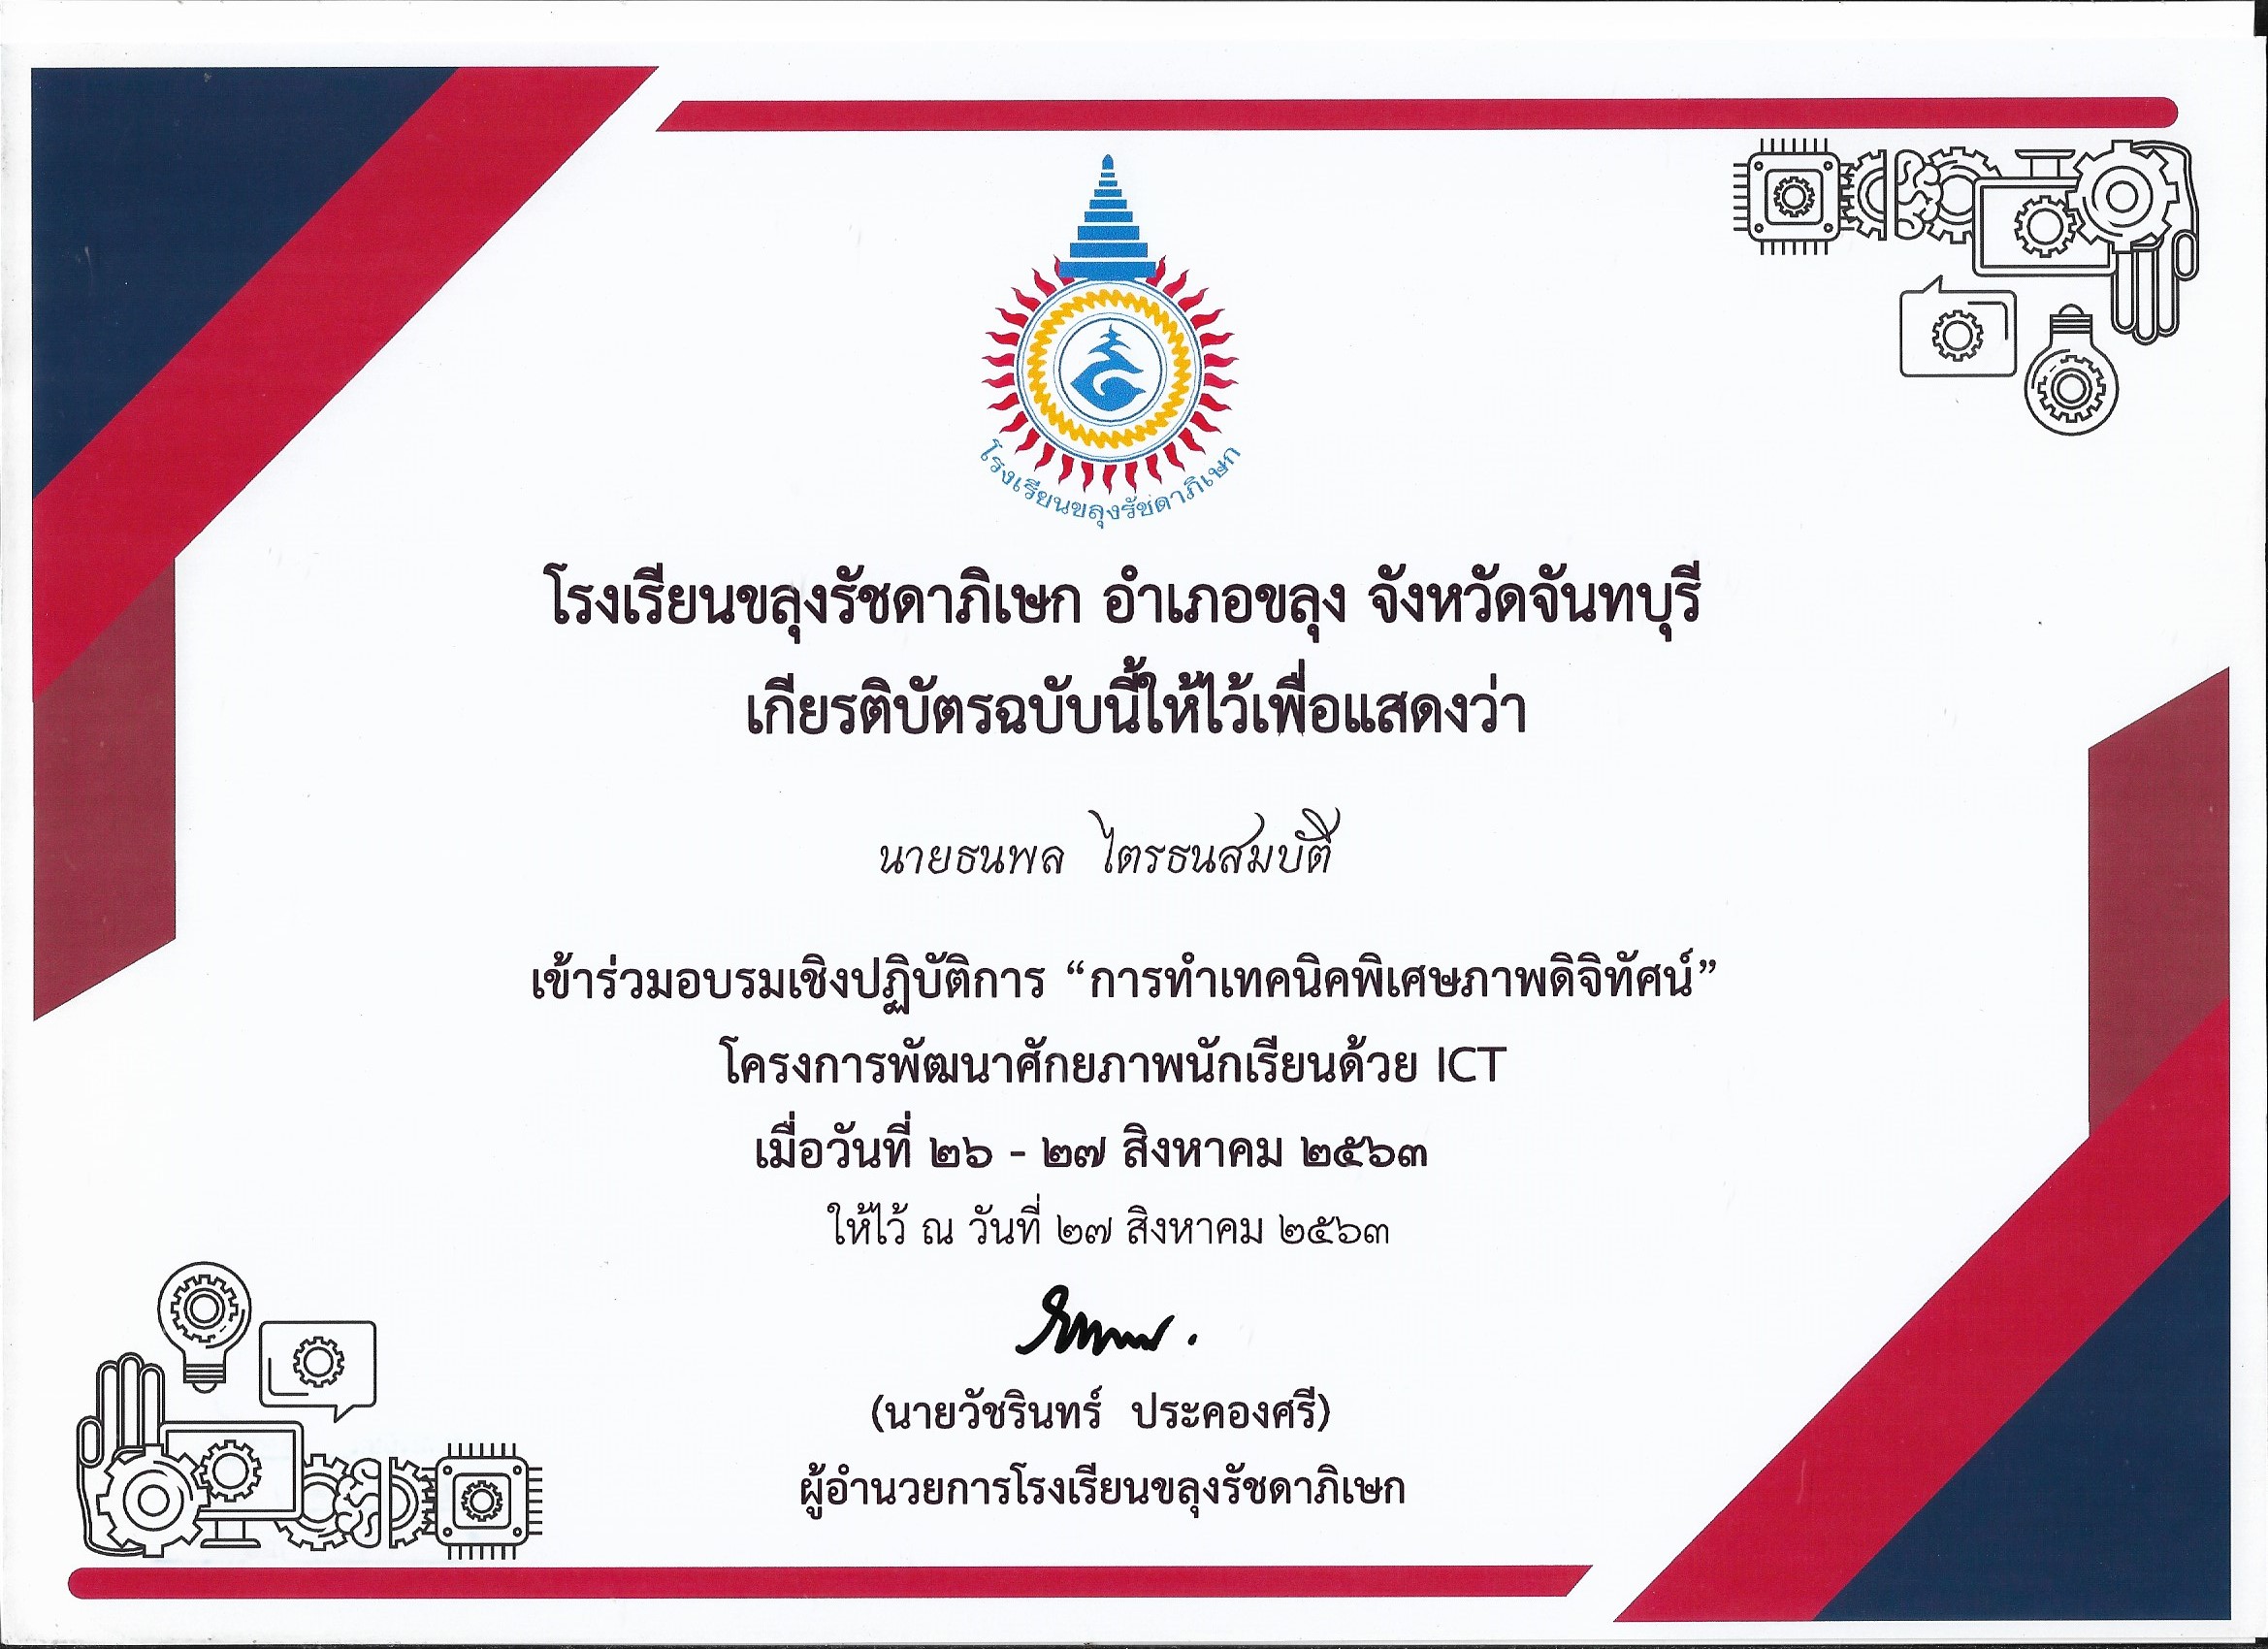 โรงเรียนขลุงรัชดาภิเษก
โรงเรียนขลุงรัชดาภิเษก อำเภอขลุง จังหวัดจันทบุรี
เกียรติบัตรฉบับนี้ให้ไว้เพื่อแสดงว่า
นายธนพล ไตรธนสมบัติ
เข้าร่วมอบรมเชิงปฏิบัติการ “การทำเทคนิคพิเศษภาพดิจิทัศน์”
โครงการพัฒนาศักยภาพนักเรียนด้วย ICT
เมื่อวันที่ ๒๖ - ๒๗ สิงหาคม ๒๕๖๓
ให้ไว้ ณ วันที่ ๒๗ สิงหาคม ๒๕๖๓
(นายวัชรินทร์ ประคองศรี)
ผู้อำนวยการโรงเรียนขลุงรัชดาภิเษก